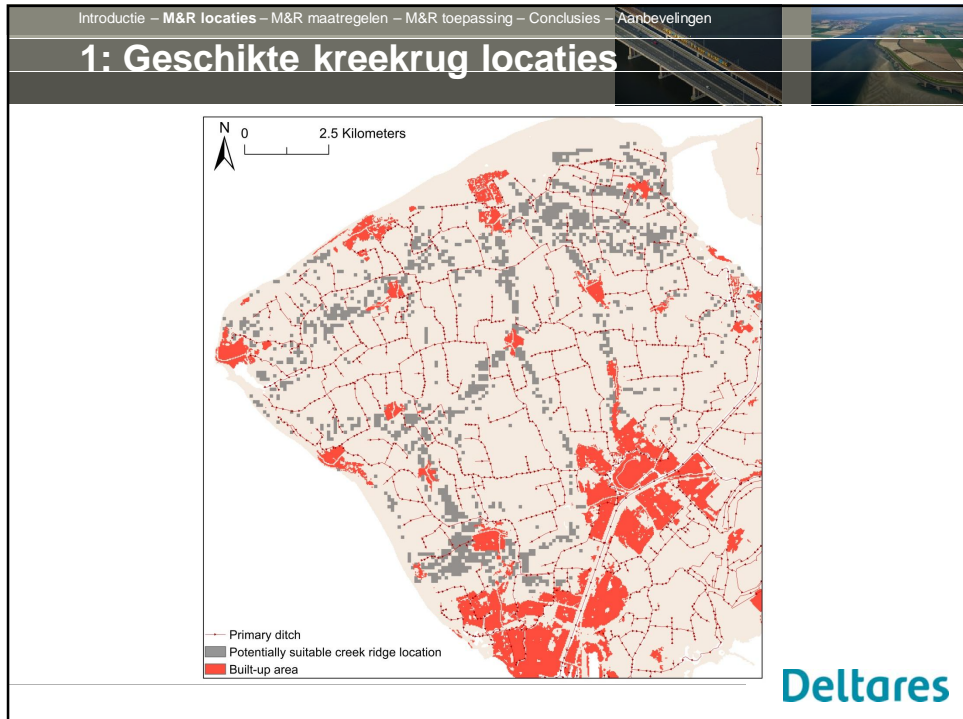 Introductie – M&R locaties – M&R maatregelen – M&R toepassing – Conclusies – Aanbevelingen
1: Geschikte kreekrug locaties
N 0 2.5 Kilometers
Primary ditch
Potentially suitable creek ridge location
Built-up area
Deltares